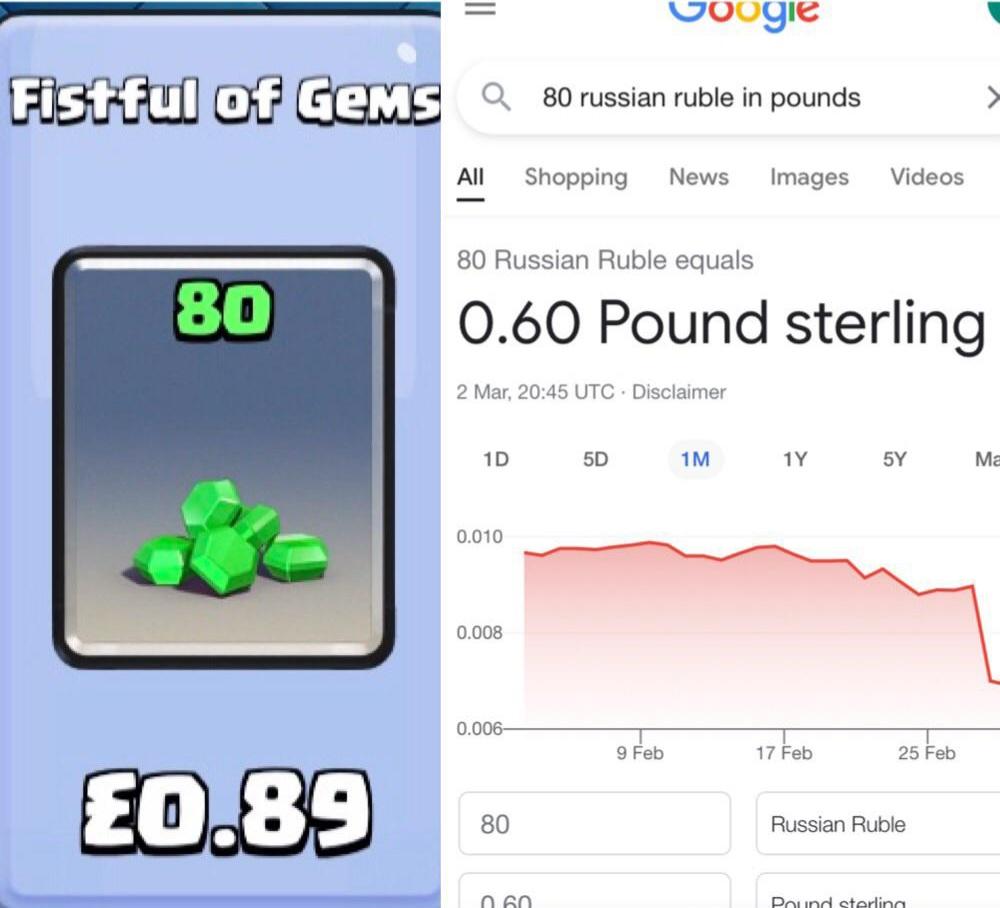 Fistful of Gems
80
£0.89
Google
80 russian ruble in pounds
All Shopping News Images Videos
80 Russian Ruble equals
0.60 Pound sterling
2 Mar, 20:45 UTC · Disclaimer
1D 5D 1M 1Y 5Y Ma
0.010
0.008
0.006
9 Feb 17 Feb 25 Feb
80 Russian Ruble
0.60 Pound sterling